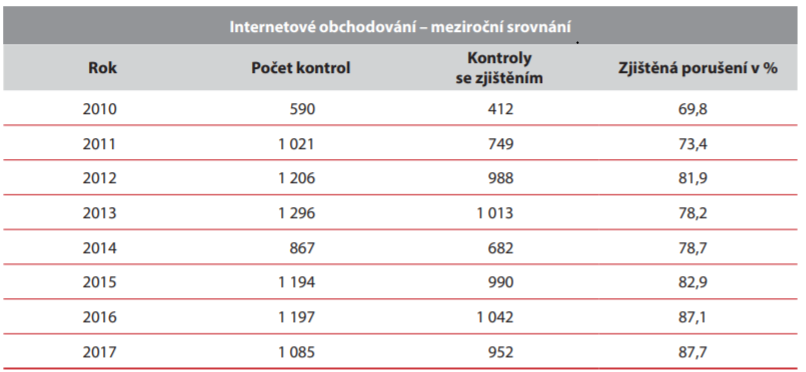 Internetové obchodování – meziroční srovnání
Rok Počet kontrol Kontroly se zjištěním Zjištěná porušení v %
2010 590 412 69,8
2011 1 021 749 73,4
2012 1 206 988 81,9
2013 1 296 1 013 78,2
2014 867 682 78,7
2015 1 194 990 82,9
2016 1 197 1 042 87,1
2017 1 085 952 87,7